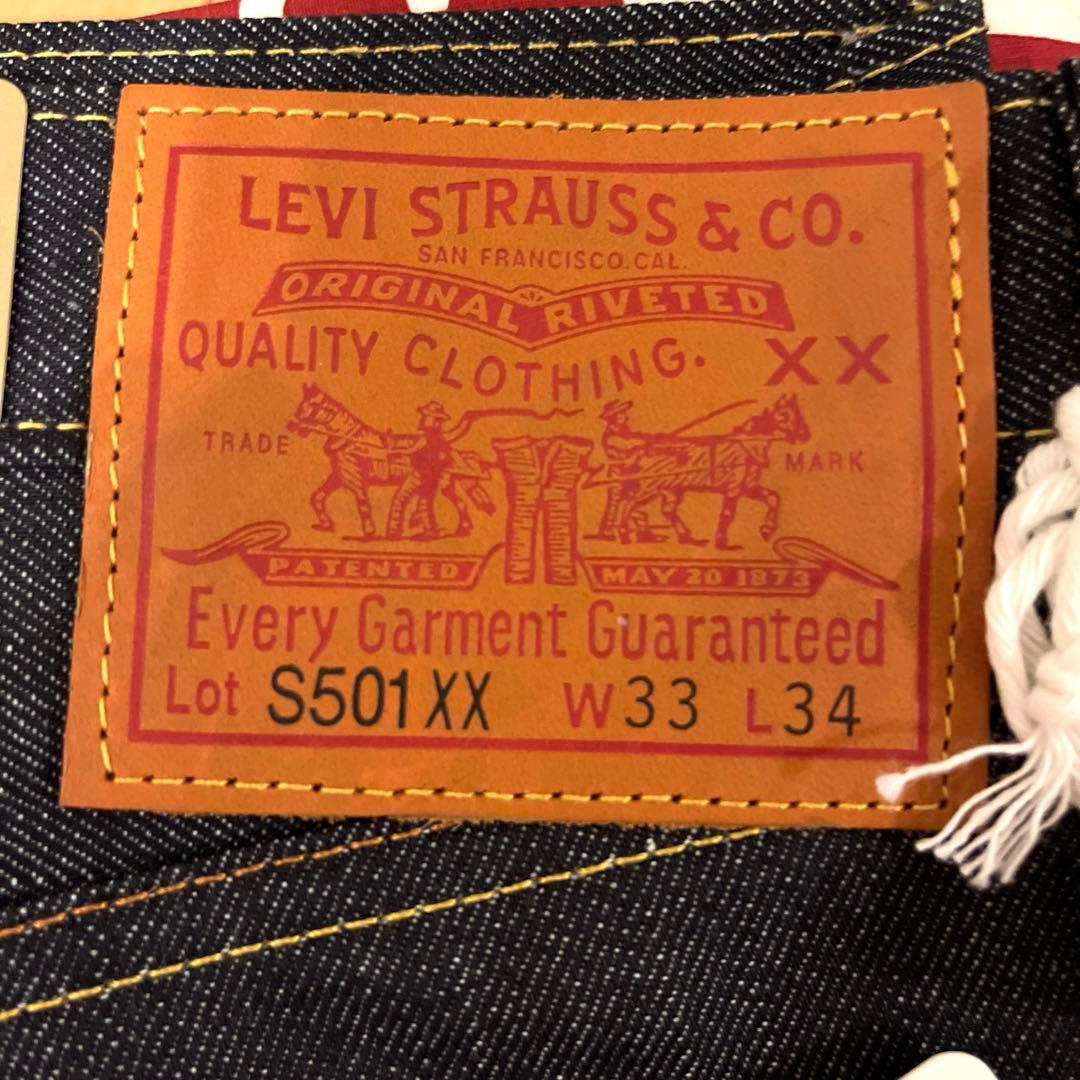 LEVI STRAUSS & CO.
SAN FRANCISCO. CAL.
ORIGINAL RIVETED
QUALITY CLOTHING. XX
TRADE MARK
PATENTED MAY 20 1873
Every Garment Guaranteed
Lot S501XX W33 L34